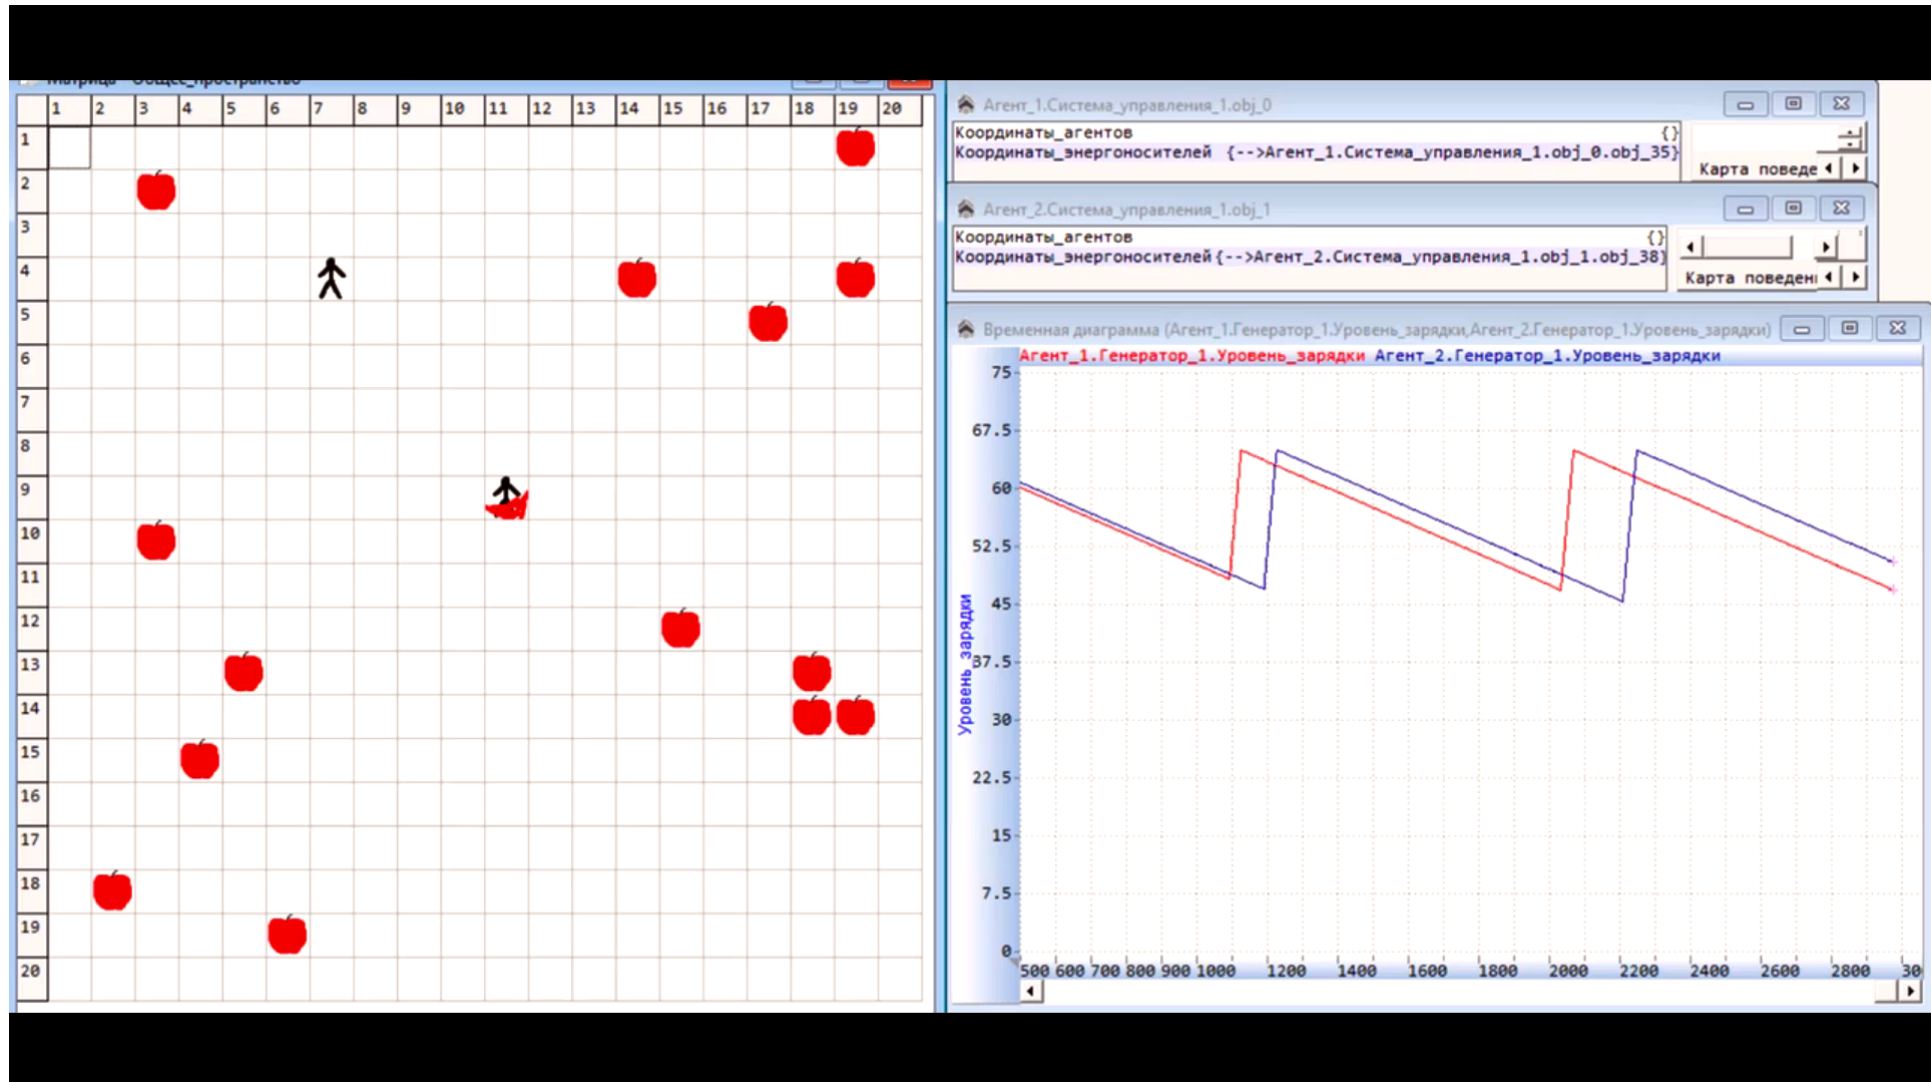 Матрица - Общее_пространство
1 2 3 4 5 6 7 8 9 10 11 12 13 14 15 16 17 18 19 20
1
2
3
4
5
6
7
8
9
10
11
12
13
14
15
16
17
18
19
20
Агент_1.Система_управления_1.obj_0
Координаты_агентов {}
Координаты_энергоносителей {-->Агент_1.Система_управления_1.obj_0.obj_35}
Карта поведе
Агент_2.Система_управления_1.obj_1
Координаты_агентов {}
Координаты_энергоносителей{-->Агент_2.Система_управления_1.obj_1.obj_38}
Карта поведен
Временная диаграмма (Агент_1.Генератор_1.Уровень_зарядки,Агент_2.Генератор_1.Уровень_зарядки)
Агент_1.Генератор_1.Уровень_зарядки Агент_2.Генератор_1.Уровень_зарядки
75
67.5
60
52.5
45
37.5
30
22.5
15
7.5
0
Уровень_зарядки
500 600 700 800 900 1000 1200 1400 1600 1800 2000 2200 2400 2600 2800 30